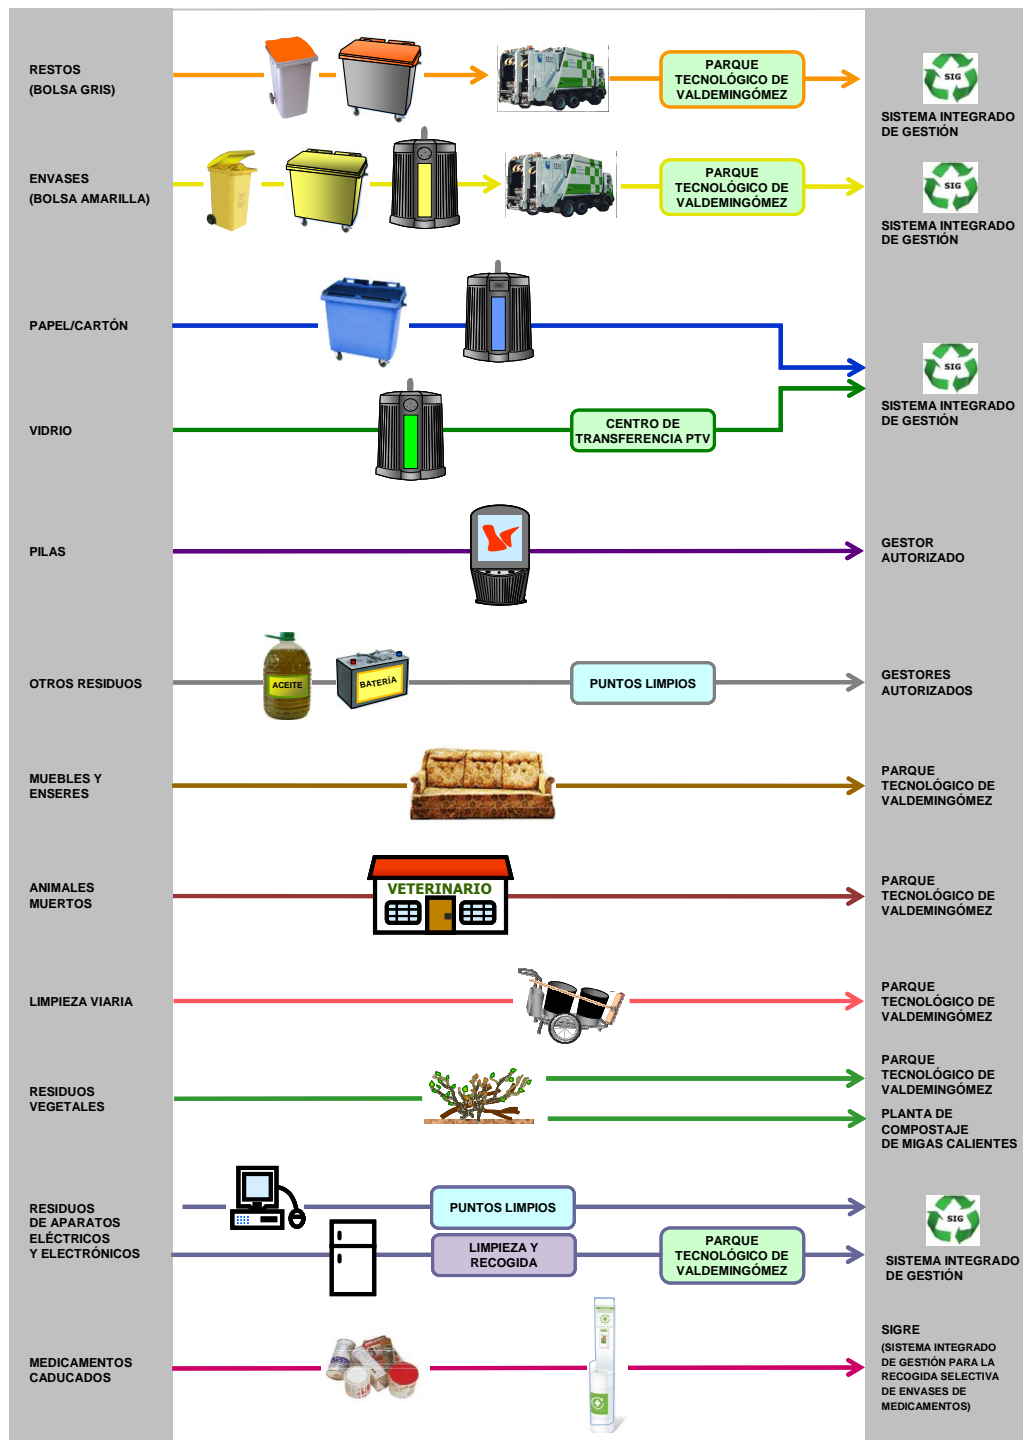 RESTOS
(BOLSA GRIS)
PARQUE
TECNOLÓGICO DE
VALDEMINGÓMEZ
SIG
SISTEMA INTEGRADO
DE GESTIÓN
ENVASES
(BOLSA AMARILLA)
PARQUE
TECNOLÓGICO DE
VALDEMINGÓMEZ
SIG
SISTEMA INTEGRADO
DE GESTIÓN
PAPEL/CARTÓN
SIG
SISTEMA INTEGRADO
DE GESTIÓN
VIDRIO
CENTRO DE
TRANSFERENCIA PTV
PILAS
GESTOR
AUTORIZADO
OTROS RESIDUOS
ACEITE
BATERÍA
PUNTOS LIMPIOS
GESTORES
AUTORIZADOS
MUEBLES Y
ENSERES
PARQUE
TECNOLÓGICO DE
VALDEMINGÓMEZ
ANIMALES
MUERTOS
VETERINARIO
PARQUE
TECNOLÓGICO DE
VALDEMINGÓMEZ
LIMPIEZA VIARIA
PARQUE
TECNOLÓGICO DE
VALDEMINGÓMEZ
RESIDUOS
VEGETALES
PARQUE
TECNOLÓGICO DE
VALDEMINGÓMEZ
PLANTA DE
COMPOSTAJE
DE MIGAS CALIENTES
RESIDUOS
DE APARATOS
ELÉCTRICOS
Y ELECTRÓNICOS
PUNTOS LIMPIOS
LIMPIEZA Y
RECOGIDA
PARQUE
TECNOLÓGICO DE
VALDEMINGÓMEZ
SIG
SISTEMA INTEGRADO
DE GESTIÓN
MEDICAMENTOS
CADUCADOS
SIGRE
(SISTEMA INTEGRADO
DE GESTIÓN PARA LA
RECOGIDA SELECTIVA
DE ENVASES DE
MEDICAMENTOS)